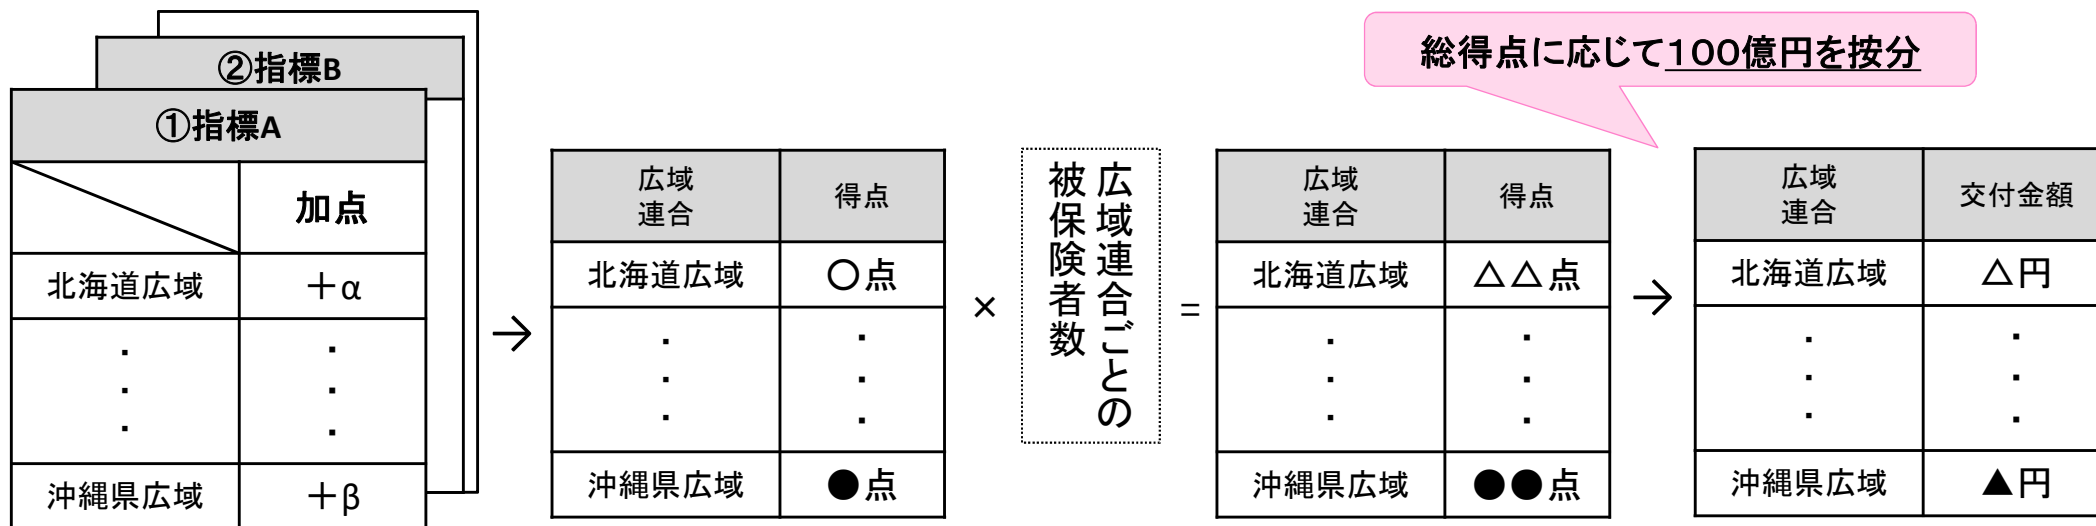 ②指標B
①指標A
加点
北海道広域 ＋α
・ ・
・ ・
・ ・
沖縄県広域 ＋β
→
広域
連合
得点
北海道広域 〇点
・ ・
・ ・
・ ・
沖縄県広域 ●点
×
広域連合ごとの
被保険者数
＝
広域
連合
得点
北海道広域 △△点
・ ・
・ ・
・ ・
沖縄県広域 ●●点
→
総得点に応じて100億円を按分
広域
連合
交付金額
北海道広域 △円
・ ・
・ ・
・ ・
沖縄県広域 ▲円